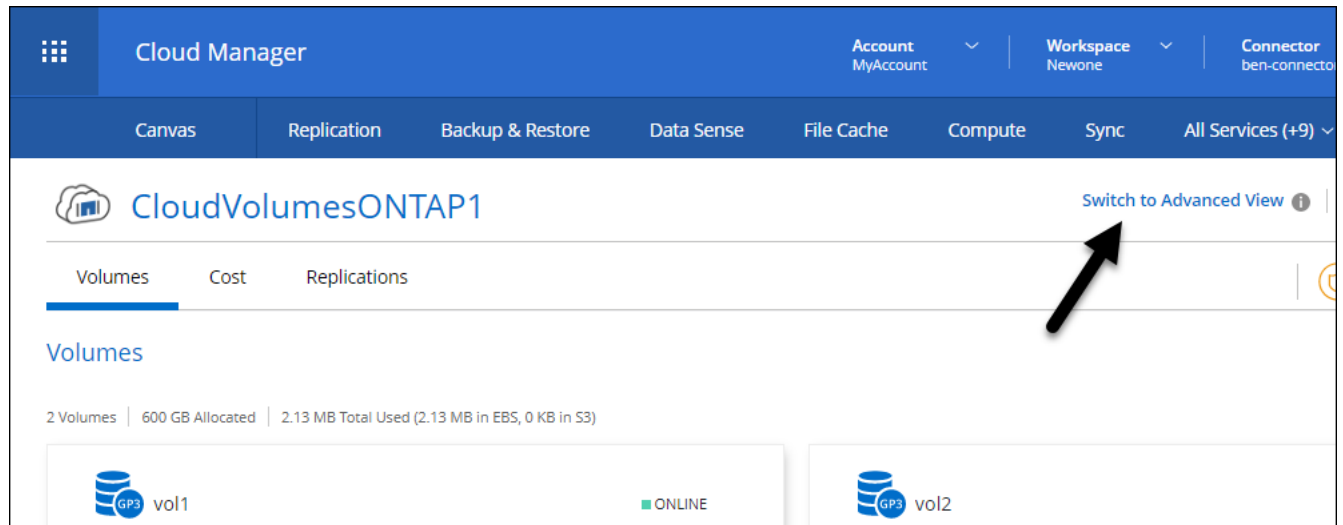 Cloud Manager
Account
MyAccount
Workspace
Newone
Connector
ben-connector
Canvas Replication Backup & Restore Data Sense File Cache Compute Sync All Services (+9)
CloudVolumesONTAP1
Switch to Advanced View
Volumes Cost Replications
Volumes
2 Volumes 600 GB Allocated 2.13 MB Total Used (2.13 MB in EBS, 0 KB in S3)
GP3 vol1 ONLINE GP3 vol2